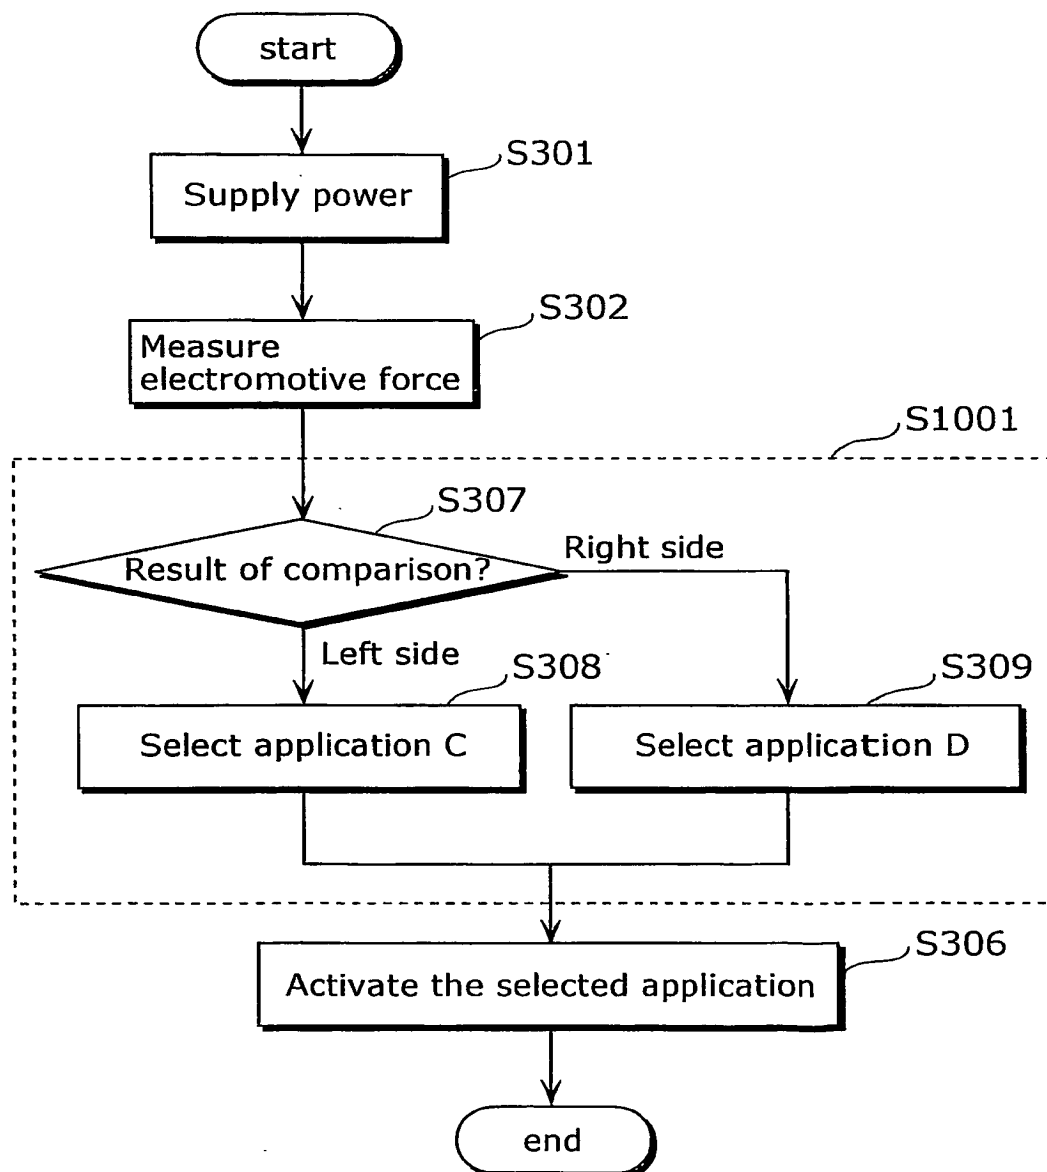 start
S301
Supply power
S302
Measure
electromotive force
S1001
S307
Result of comparison?
Right side
Left side
S308
S309
Select application C
Select application D
S306
Activate the selected application
end